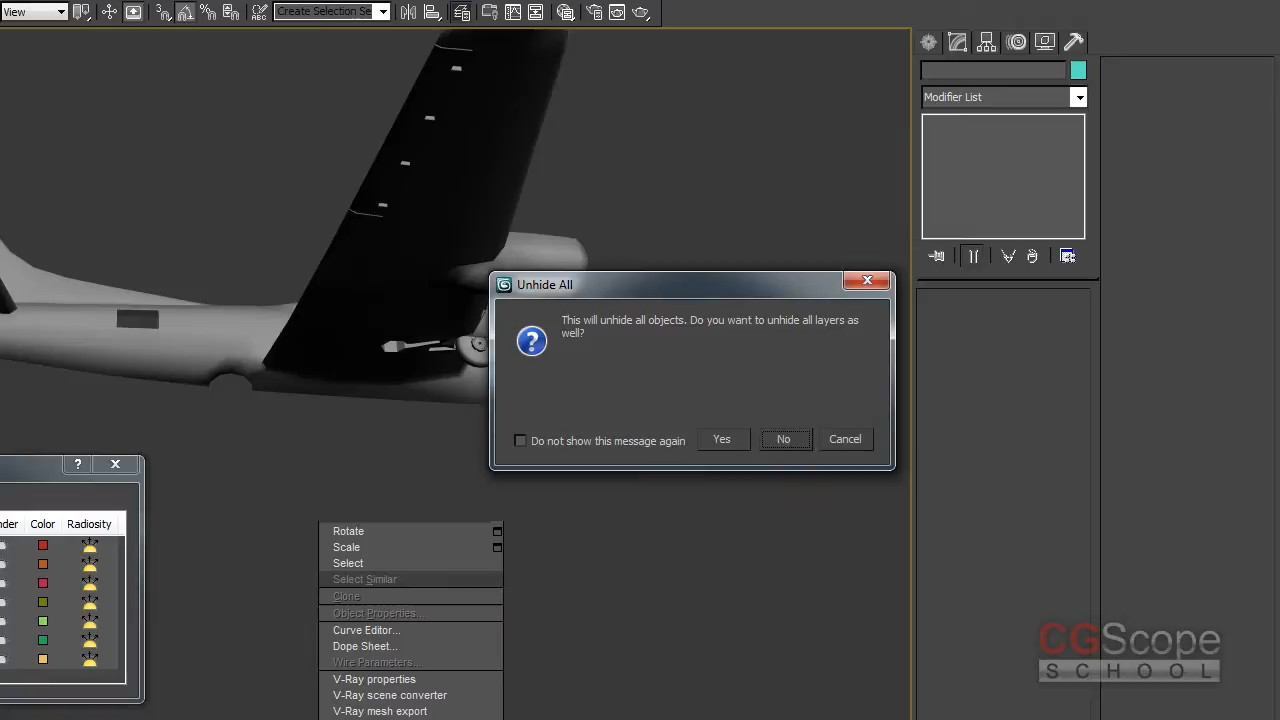 View
Create Selection Se
Modifier List
Unhide All
This will unhide all objects. Do you want to unhide all layers as
well?
Do not show this message again
Yes
No
Cancel
Color
Radiosity
Rotate
Scale
Select
Select Similar
Clone
Object Properties...
Curve Editor...
Dope Sheet...
Wire Parameters...
V-Ray properties
V-Ray scene converter
V-Ray mesh export
CGScope
SCHOOL